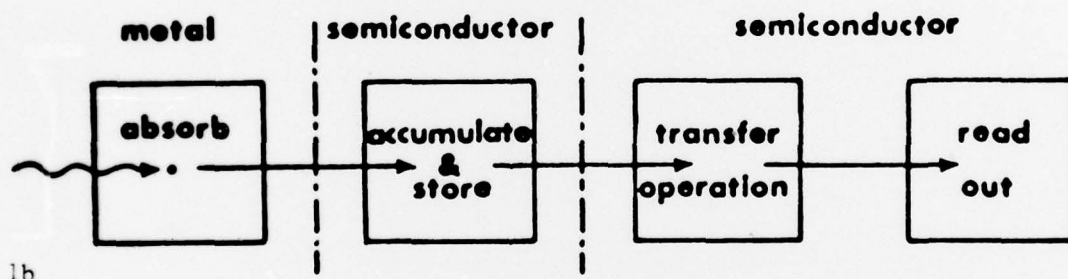 metal semiconductor semiconductor
absorb
accumulate
&
store
transfer
operation
read
out
1b